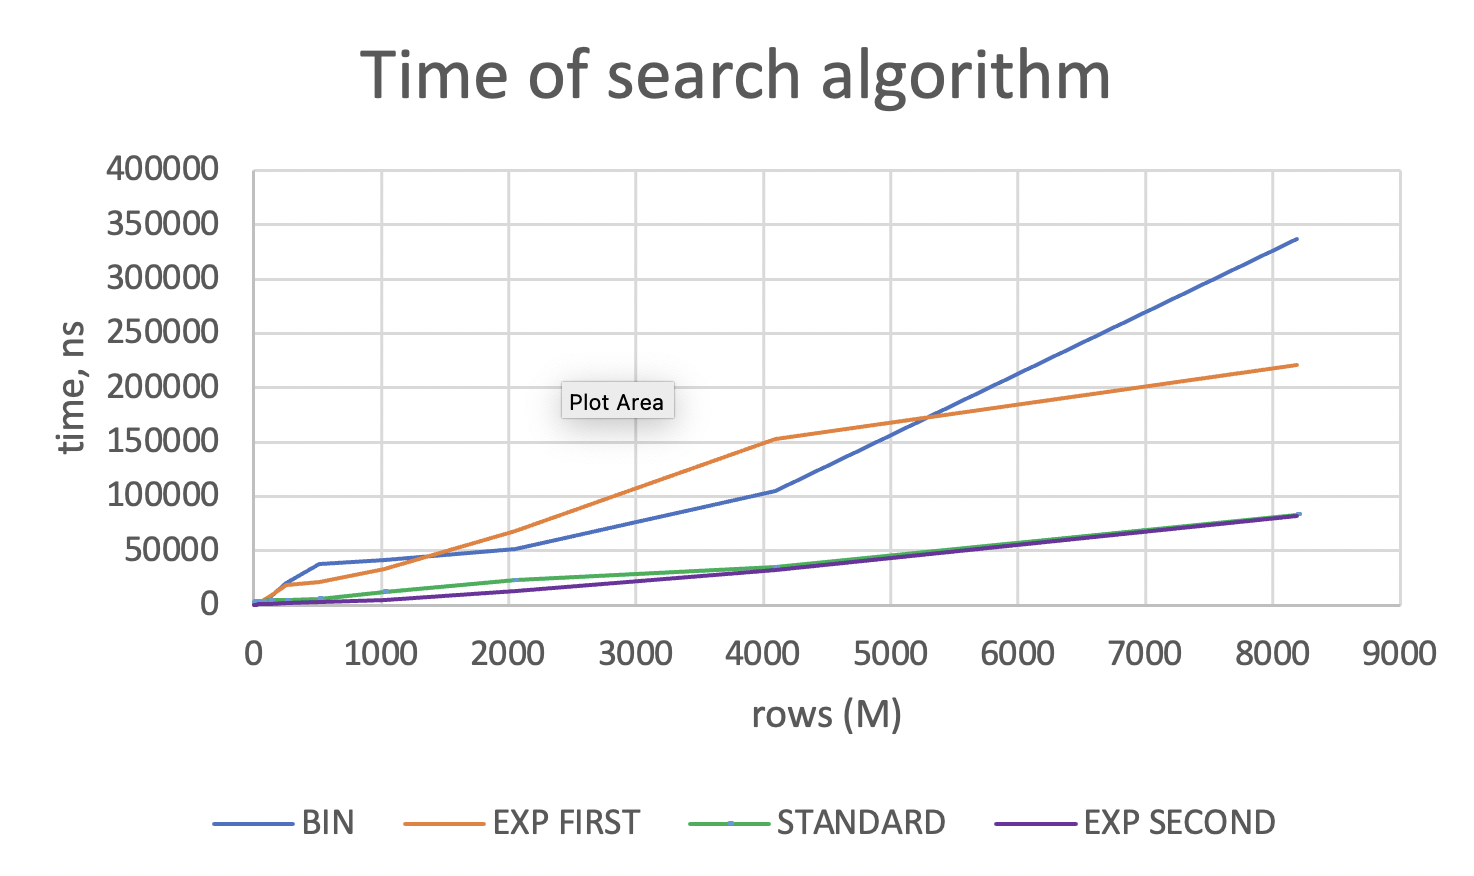 Time of search algorithm
400000
350000
300000
250000
200000
150000
100000
50000
0
time, ns
Plot Area
0 1000 2000 3000 4000 5000 6000 7000 8000 9000
rows (M)
BIN EXP FIRST STANDARD EXP SECOND